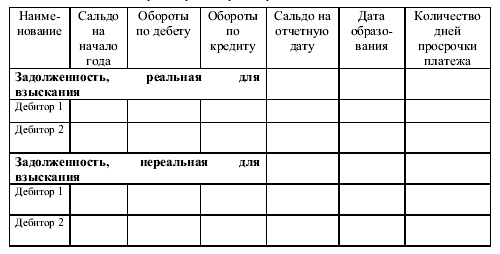 Наиме-
нование
Сальдо
на
начало
года
Обороты
по дебету
Обороты
по
кредиту
Сальдо на
отчетную
дату
Дата
образо-
вания
Количество
дней
просрочки
платежа
Задолженность, реальная для
взыскания
Дебитор 1
Дебитор 2
Задолженность, нереальная для
взыскания
Дебитор 1
Дебитор 2